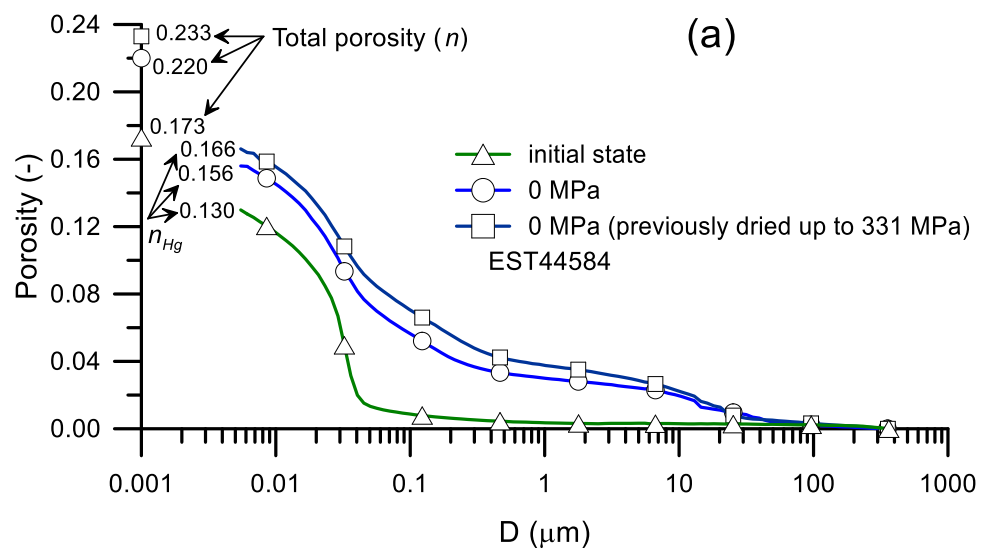 (a)
Total porosity (n)
0.233
0.220
0.173
0.166
0.156
0.130
nHg
initial state
0 MPa
0 MPa (previously dried up to 331 MPa)
EST44584
Porosity (-)
0.24
0.20
0.16
0.12
0.08
0.04
0.00
0.001 0.01 0.1 1 10 100 1000
D (μm)